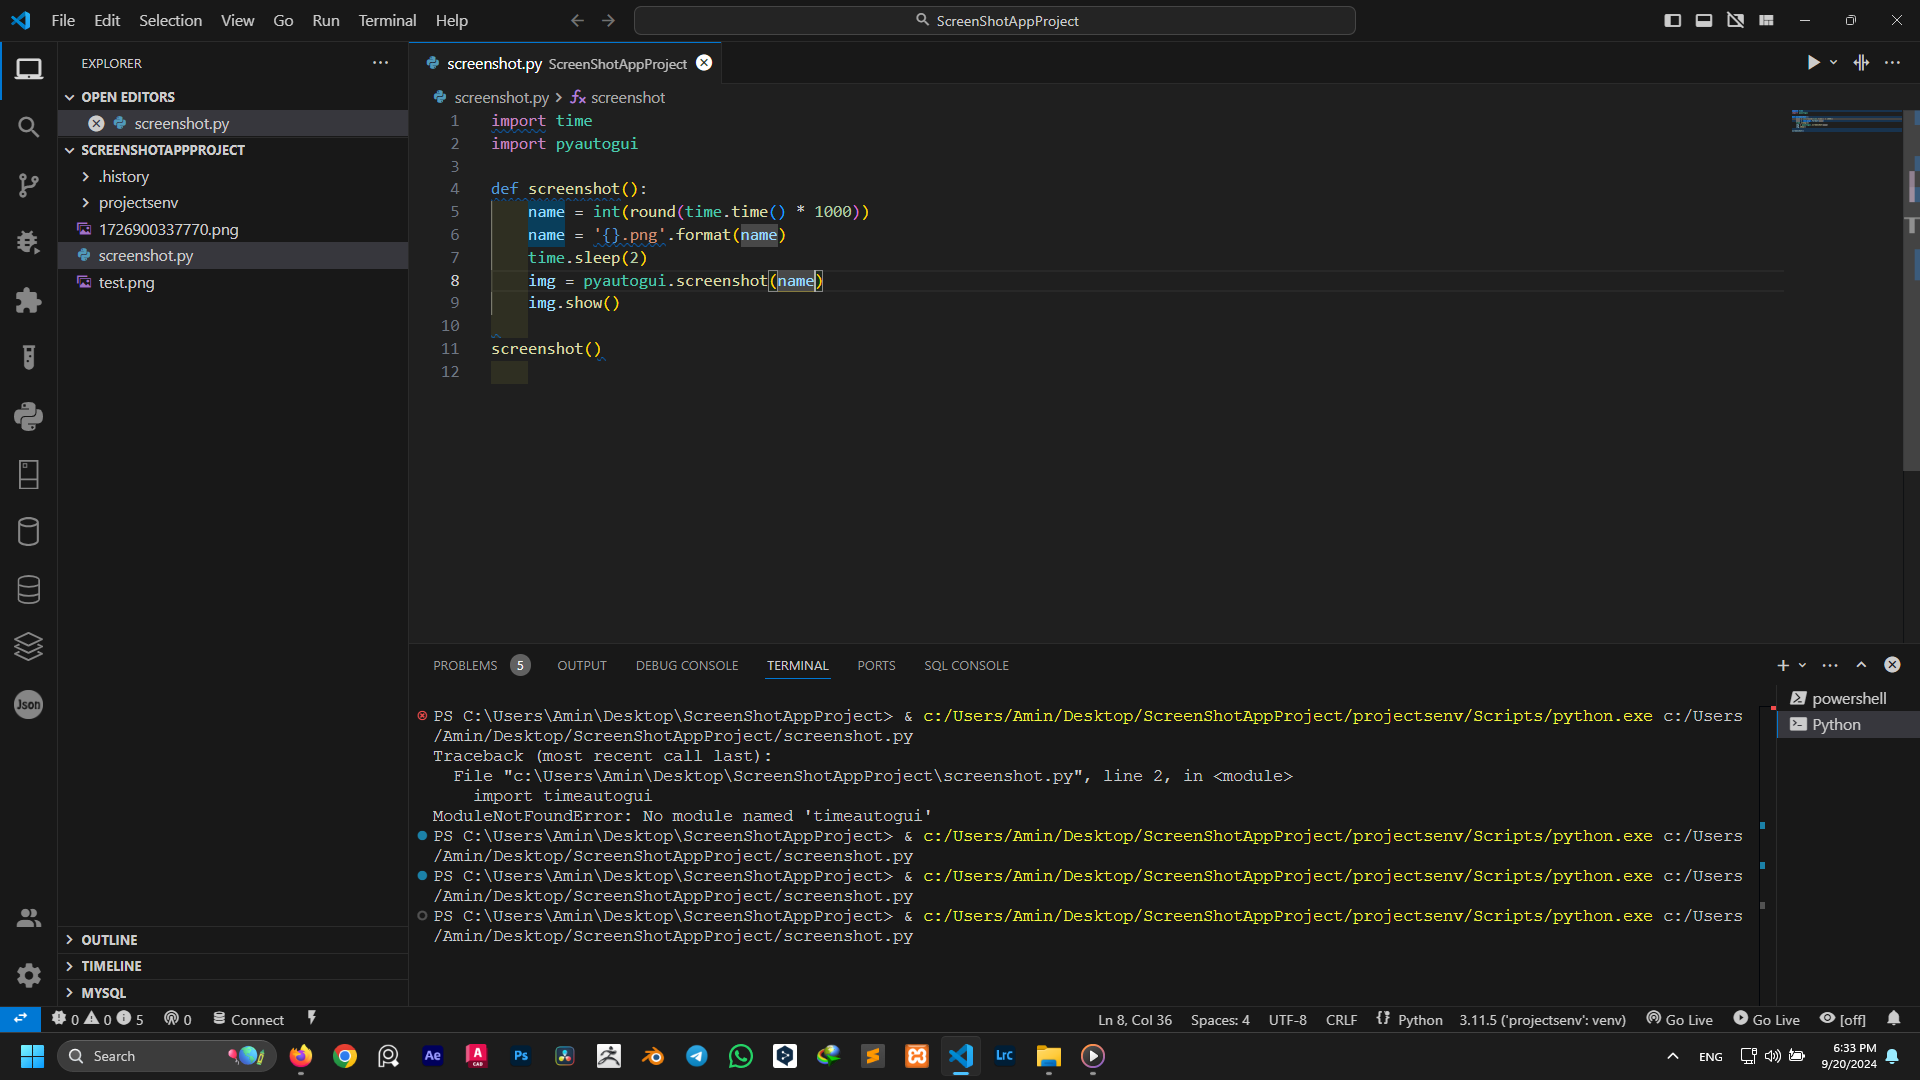 File Edit Selection View Go Run Terminal Help
ScreenShotAppProject
EXPLORER
OPEN EDITORS
screenshot.py
SCREENSHOTAPPPROJECT
.history
projectsenv
1726900337770.png
screenshot.py
test.png
OUTLINE
TIMELINE
MYSQL
Json
screenshot.py ScreenShotAppProject
screenshot.py > screenshot
1 import time
2 import pyautogui
3
4 def screenshot():
5 name = int(round(time.time() * 1000))
6 name = '{}.png'.format(name)
7 time.sleep(2)
8 img = pyautogui.screenshot(name)
9 img.show()
10
11 screenshot()
12
PROBLEMS 5 OUTPUT DEBUG CONSOLE TERMINAL PORTS SQL CONSOLE
powershell
Python
PS C:\Users\Amin\Desktop\ScreenShotAppProject> & c:/Users/Amin/Desktop/ScreenShotAppProject/projectsenv/Scripts/python.exe c:/Users
/Amin/Desktop/ScreenShotAppProject/screenshot.py
Traceback (most recent call last):
File "c:\Users\Amin\Desktop\ScreenShotAppProject\screenshot.py", line 2, in <module>
import timeautogui
ModuleNotFoundError: No module named 'timeautogui'
PS C:\Users\Amin\Desktop\ScreenShotAppProject> & c:/Users/Amin/Desktop/ScreenShotAppProject/projectsenv/Scripts/python.exe c:/Users
/Amin/Desktop/ScreenShotAppProject/screenshot.py
PS C:\Users\Amin\Desktop\ScreenShotAppProject> & c:/Users/Amin/Desktop/ScreenShotAppProject/projectsenv/Scripts/python.exe c:/Users
/Amin/Desktop/ScreenShotAppProject/screenshot.py
PS C:\Users\Amin\Desktop\ScreenShotAppProject> & c:/Users/Amin/Desktop/ScreenShotAppProject/projectsenv/Scripts/python.exe c:/Users
/Amin/Desktop/ScreenShotAppProject/screenshot.py
0 0 5 0 Connect Ln 8, Col 36 Spaces: 4 UTF-8 CRLF {} Python 3.11.5 ('projectsenv': venv) Go Live Go Live [off]
Search Ae A CAD Ps Lrc ENG 6:33 PM
9/20/2024